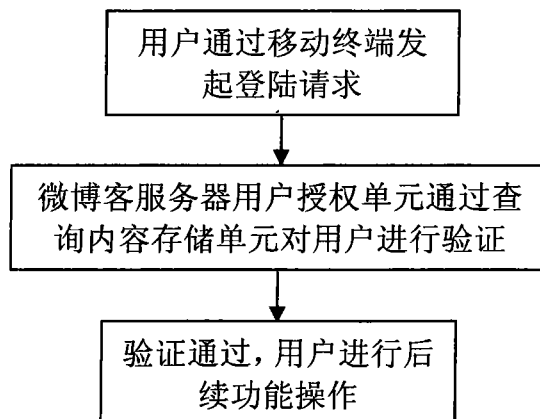 用户通过移动终端发
起登陆请求
微博客服务器用户授权单元通过查
询内容存储单元对用户进行验证
验证通过,用户进行后
续功能操作